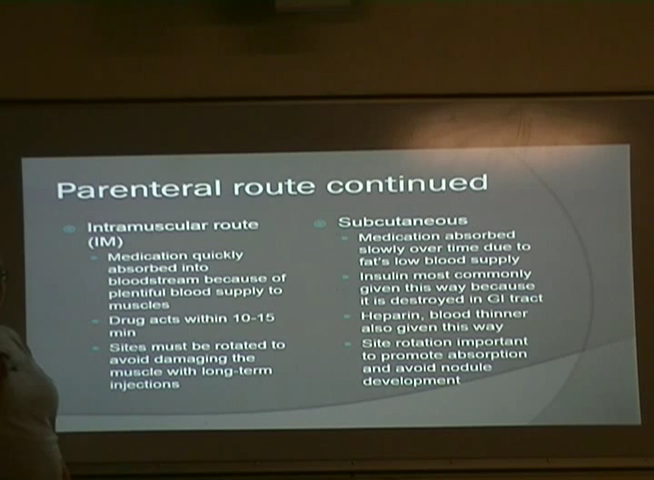 Parenteral route continued
Intramuscular route
(IM)
Medication quickly
absorbed into
bloodstream because of
plentiful blood supply to
muscles
Drug acts within 10-15
min
Sites must be rotated to
avoid damaging the
muscle with long-term
injections
Subcutaneous
Medication absorbed
slowly over time due to
fat's low blood supply
Insulin most commonly
given this way because
it is destroyed in GI tract
Heparin, blood thinner
also given this way
Site rotation important
to promote absorption
and avoid nodule
development